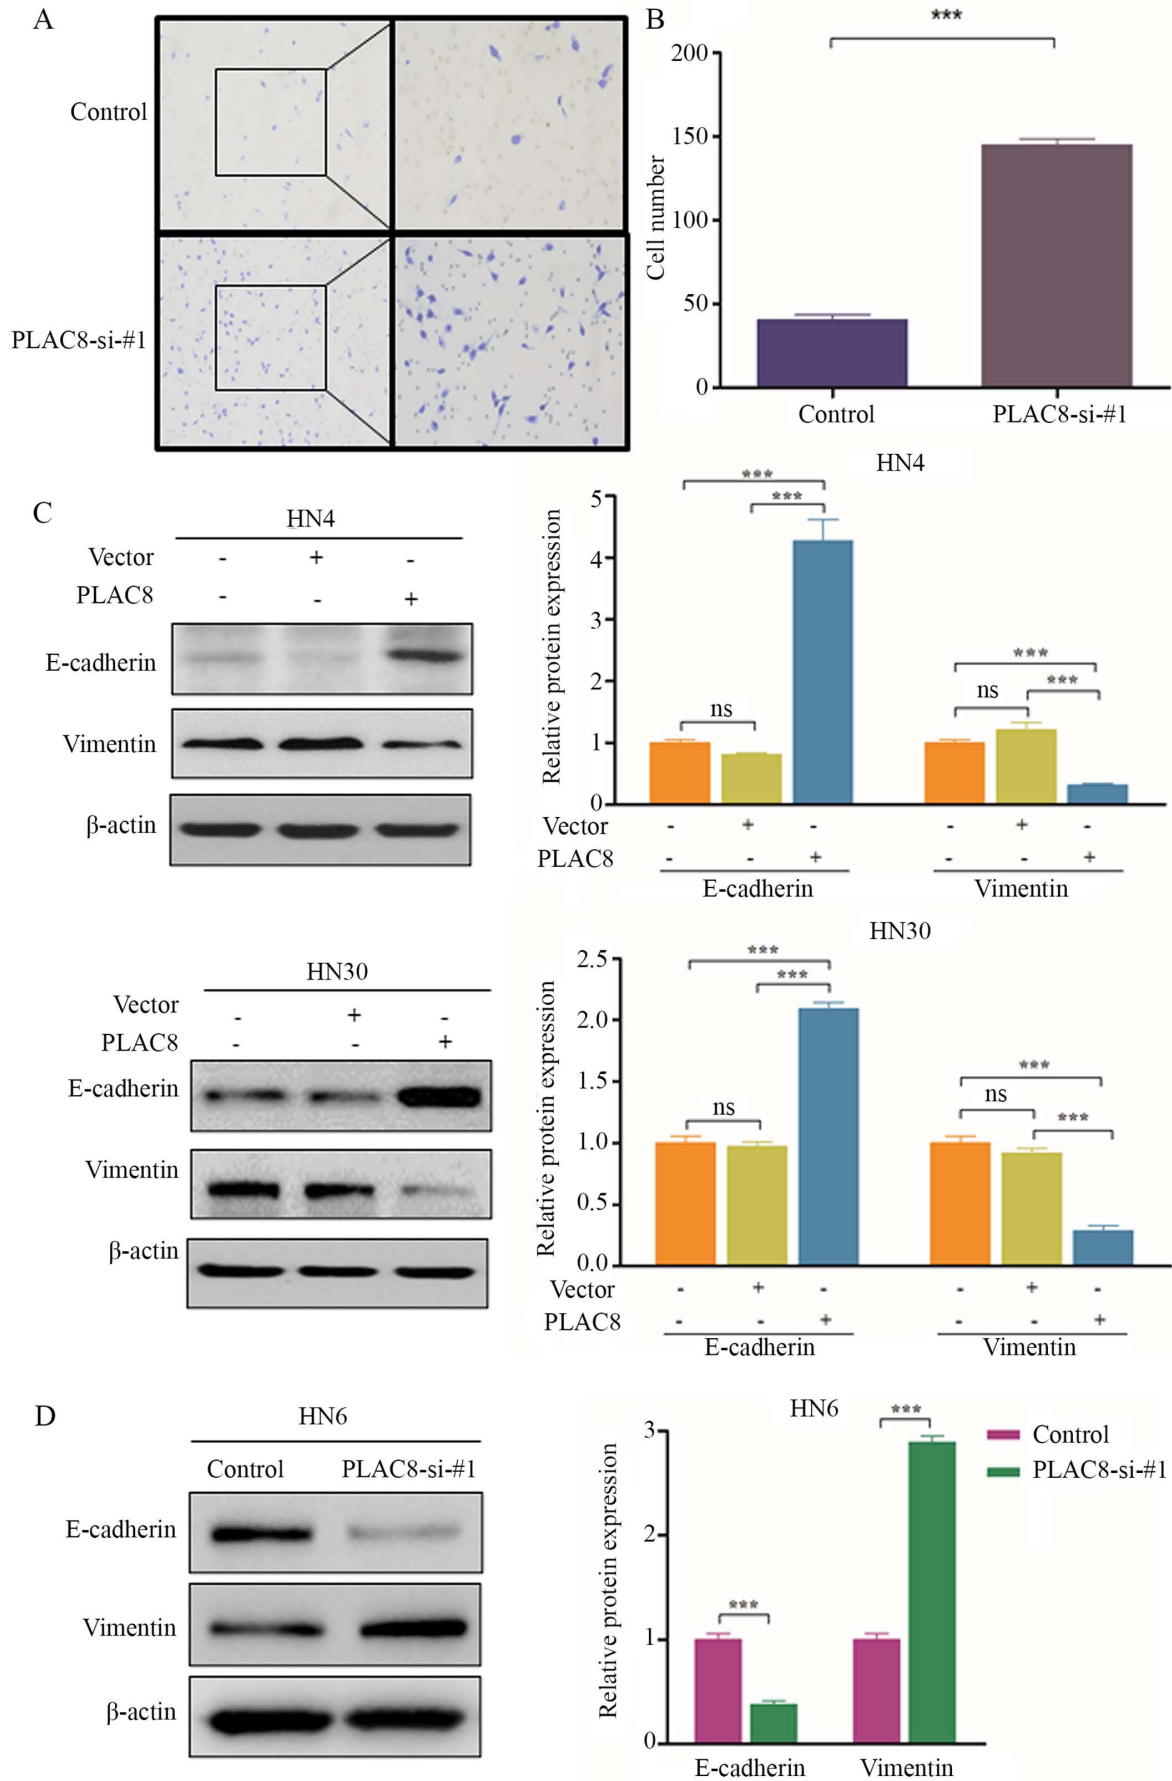 A
Control
PLAC8-si-#1
B
***
Cell number
200
150
100
50
0
Control
PLAC8-si-#1
C
HN4
Vector - + -
PLAC8 - - +
E-cadherin
Vimentin
β-actin
HN4
Relative protein expression
5
4
3
2
1
0
***
***
ns
***
***
ns
Vector - + - - + -
PLAC8 - - + - - +
E-cadherin Vimentin
HN30
Vector - + -
PLAC8 - - +
E-cadherin
Vimentin
β-actin
HN30
Relative protein expression
2.5
2.0
1.5
1.0
0.5
0.0
***
***
ns
***
ns
***
Vector - + - - + -
PLAC8 - - + - - +
E-cadherin Vimentin
D
HN6
Control PLAC8-si-#1
E-cadherin
Vimentin
β-actin
HN6
Relative protein expression
3
2
1
0
***
***
Control
PLAC8-si-#1
E-cadherin Vimentin